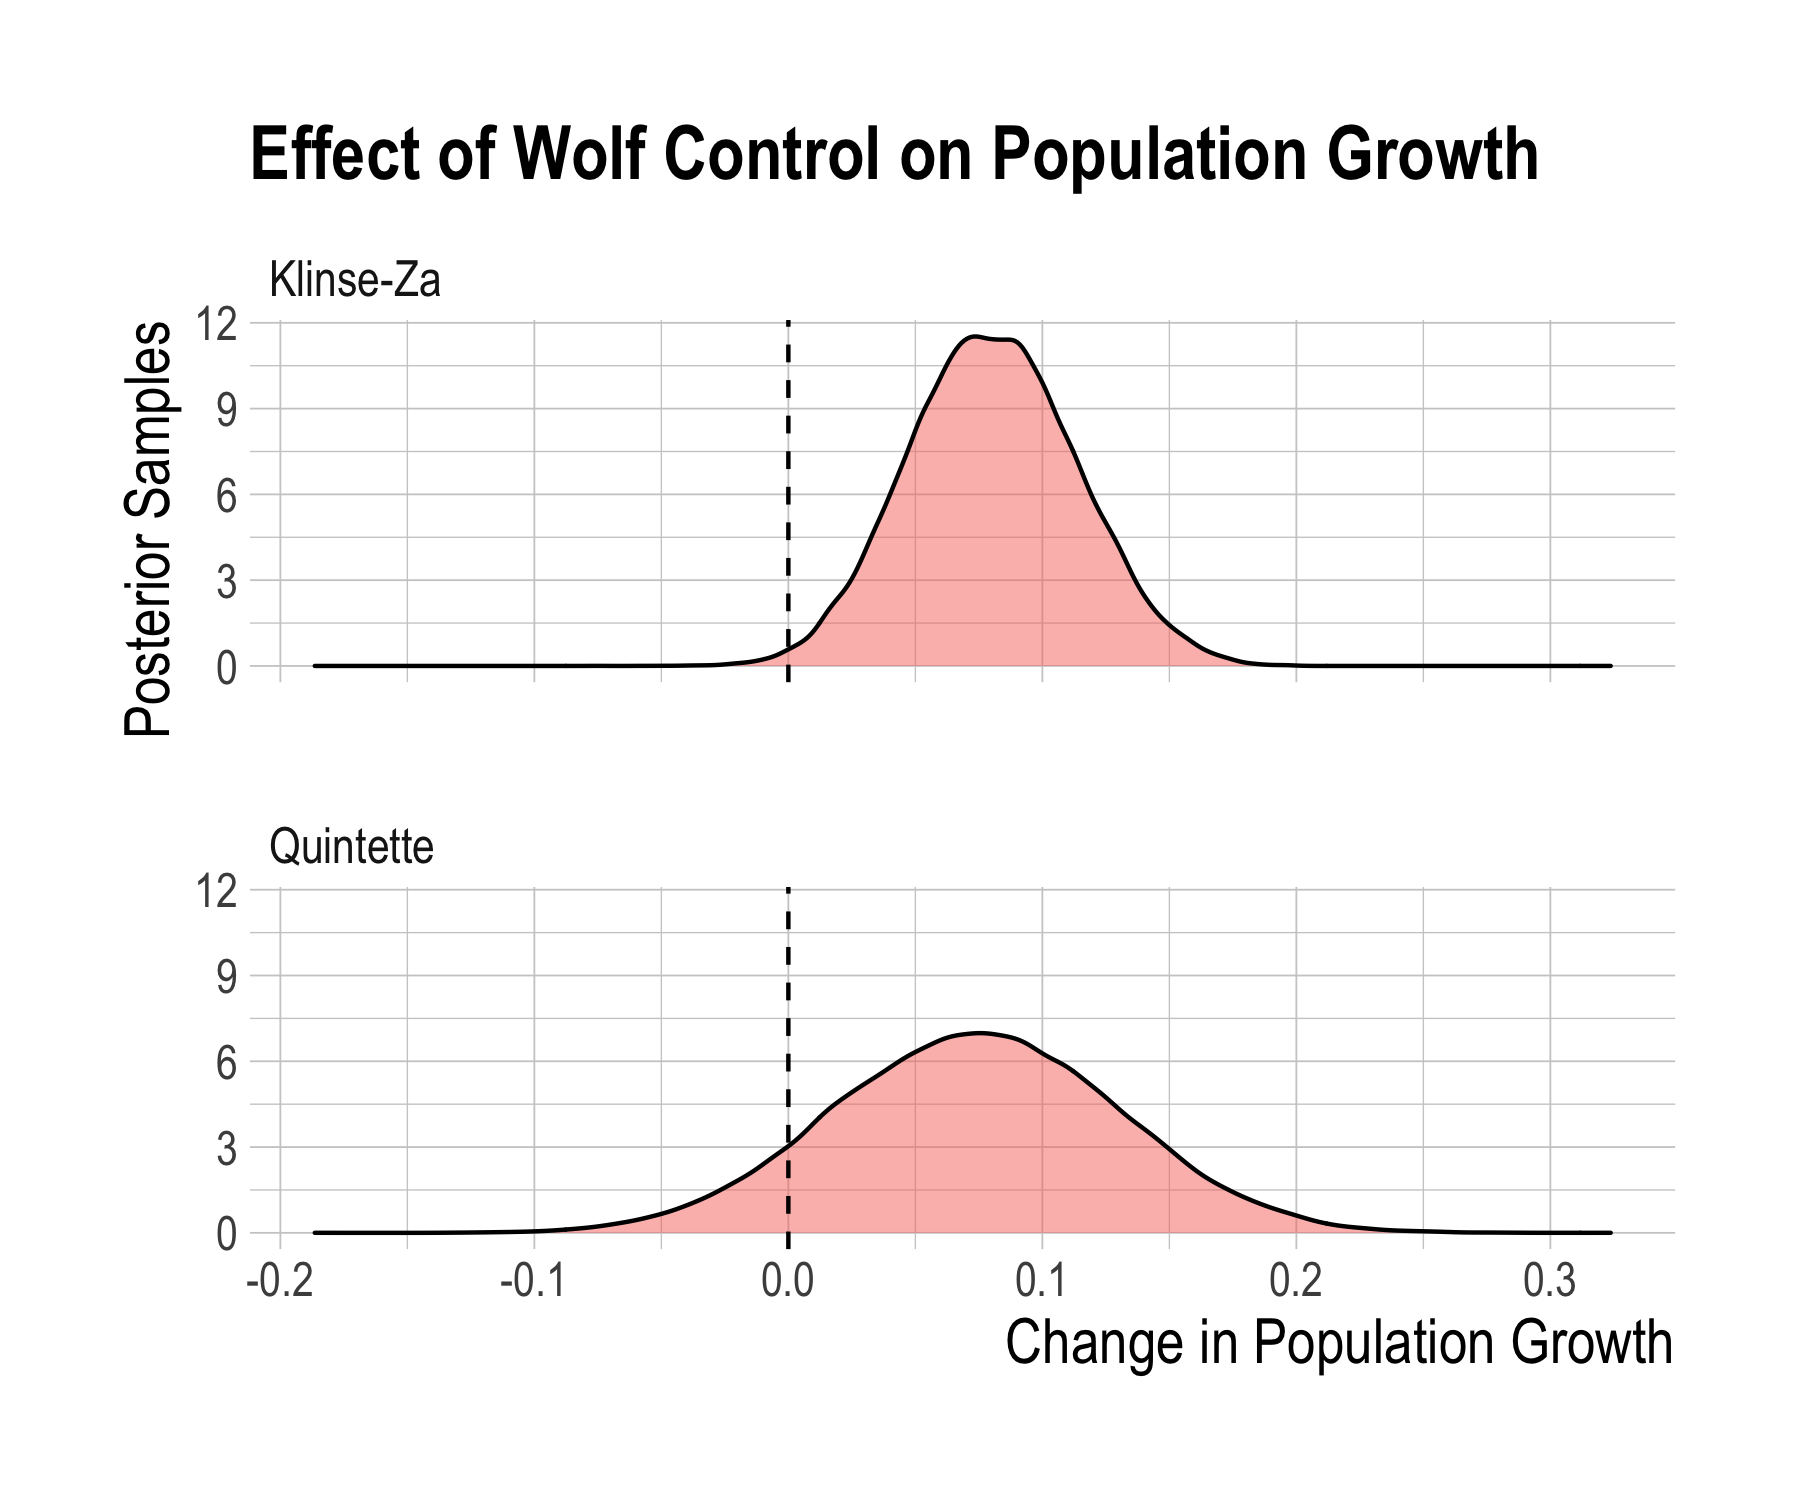 Effect of Wolf Control on Population Growth
Klinse-Za
12
9
6
3
0
Posterior Samples
Quintette
12
9
6
3
0
-0.2 -0.1 0.0 0.1 0.2 0.3
Change in Population Growth